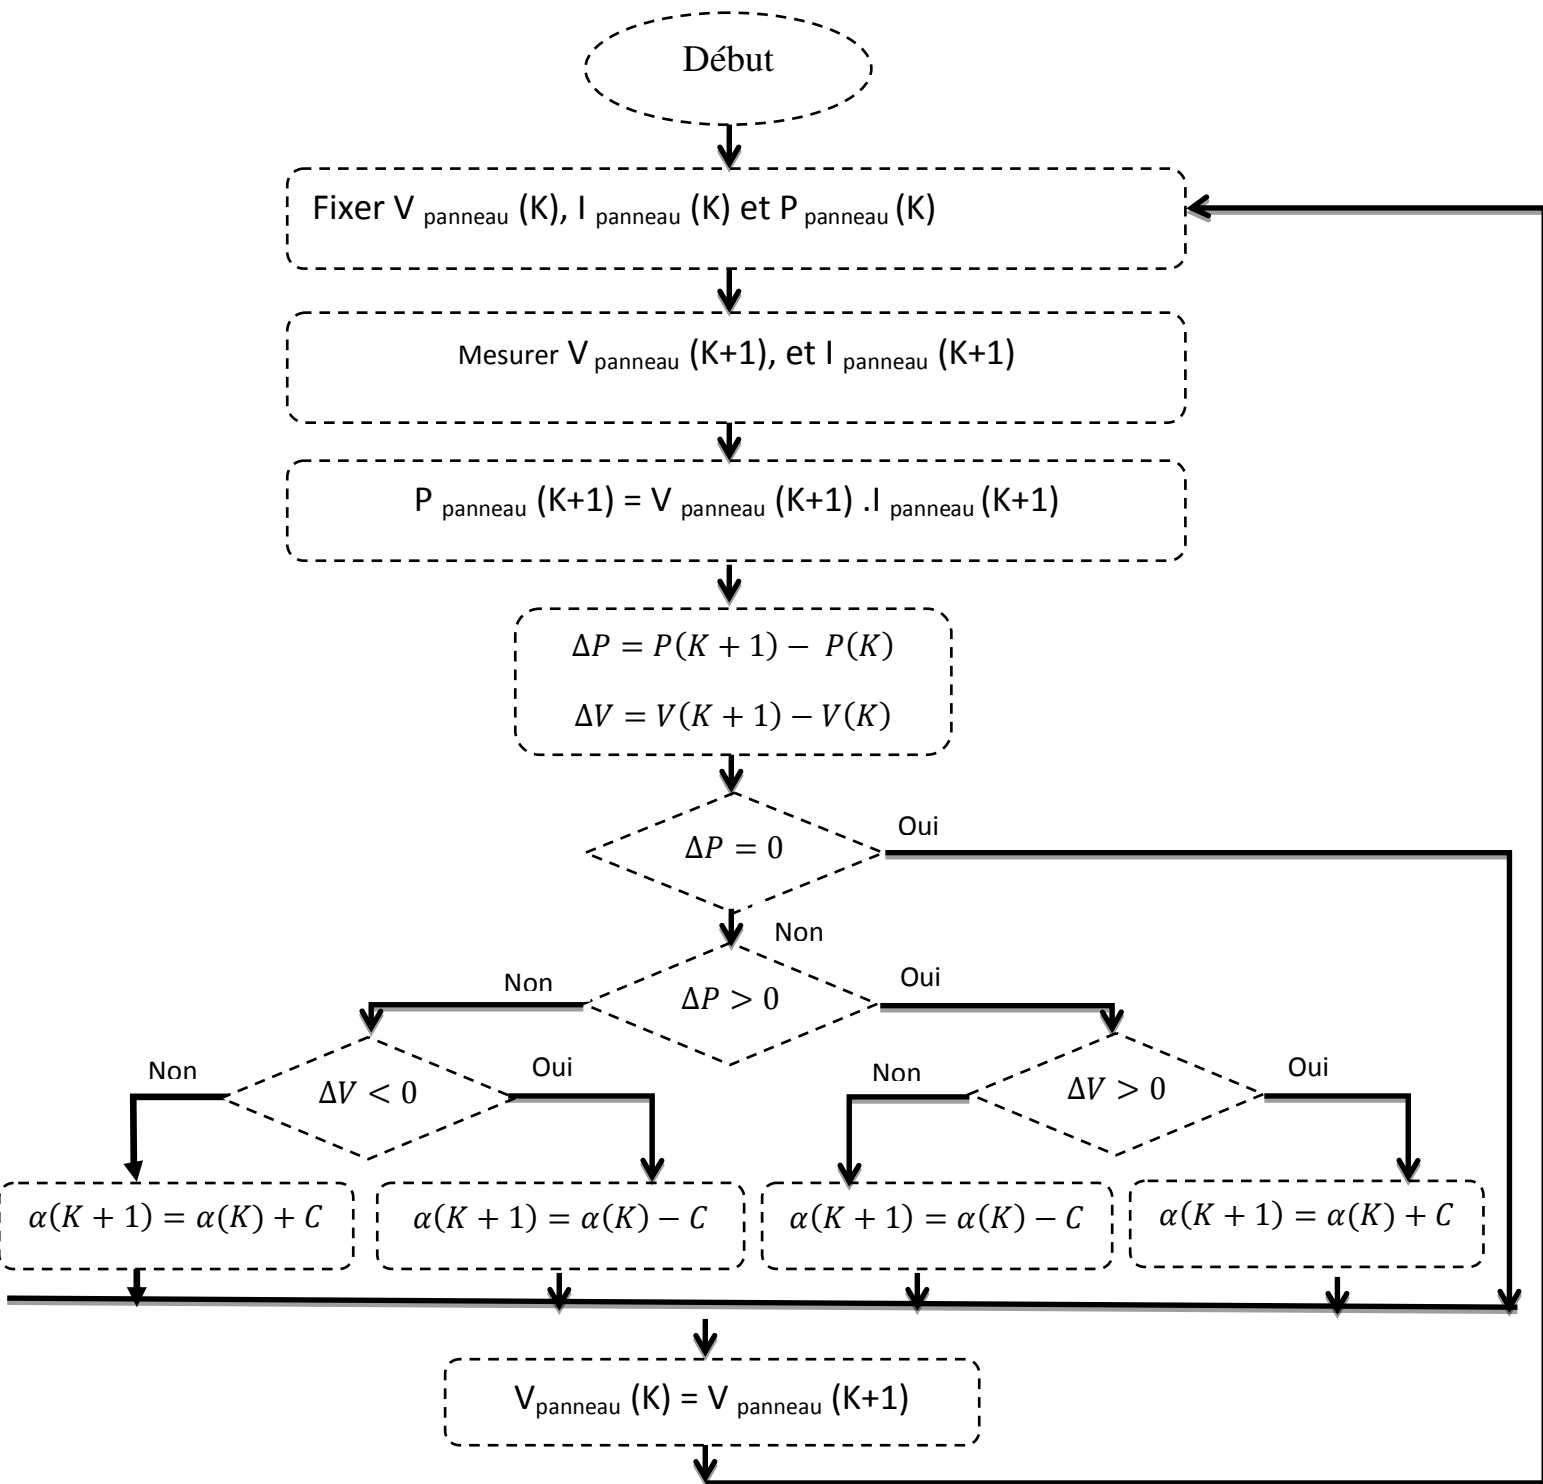 Début
Fixer V panneau (K), I panneau (K) et P panneau (K)
Mesurer V panneau (K+1), et I panneau (K+1)
P panneau (K+1) = V panneau (K+1) .I panneau (K+1)
ΔP = P(K + 1) − P(K)
ΔV = V(K + 1) − V(K)
Oui
ΔP = 0
Non
Non
Oui
ΔP > 0
Non
Oui
Non
Oui
ΔV < 0
ΔV > 0
α(K + 1) = α(K) + C
α(K + 1) = α(K) − C
α(K + 1) = α(K) − C
α(K + 1) = α(K) + C
Vpanneau (K) = V panneau (K+1)